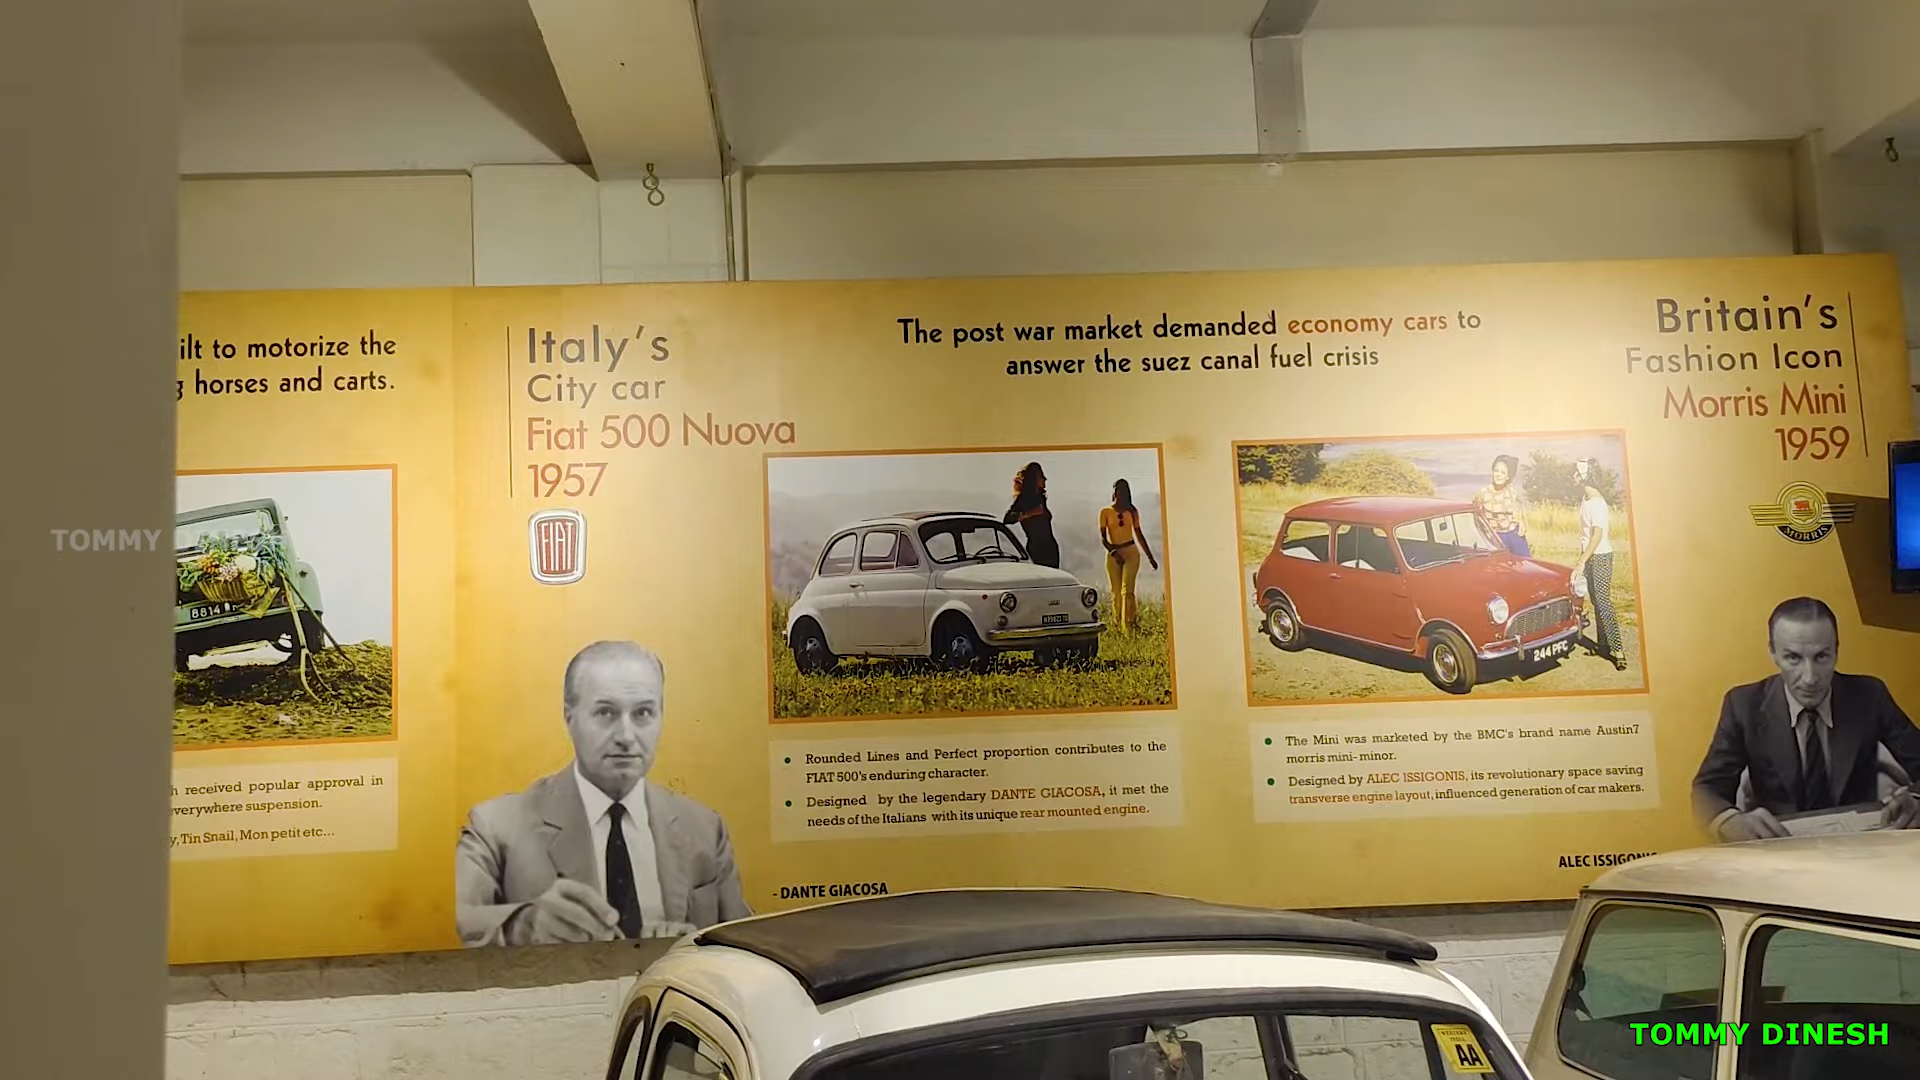 TOMMY DINESH
ilt to motorize the
horses and carts.
8814
h received popular approval in
verywhere suspension.
y, Tin Snail, Mon petit etc...
Italy's
City car
Fiat 500 Nuova
1957
FIAT
The post war market demanded economy cars to
answer the suez canal fuel crisis
Rounded Lines and Perfect proportion contributes to the
FIAT 500's enduring character.
Designed by the legendary DANTE GIACOSA, it met the
needs of the Italians with its unique rear mounted engine.
- DANTE GIACOSA
Britain's
Fashion Icon
Morris Mini
1959
MORRIS
244 PFC
The Mini was marketed by the BMC's brand name Austin7
morris mini-minor.
Designed by ALEC ISSIGONIS, its revolutionary space saving
transverse engine layout, influenced generation of car makers.
ALEC ISSIGONIS
AA
TOMMY DINESH